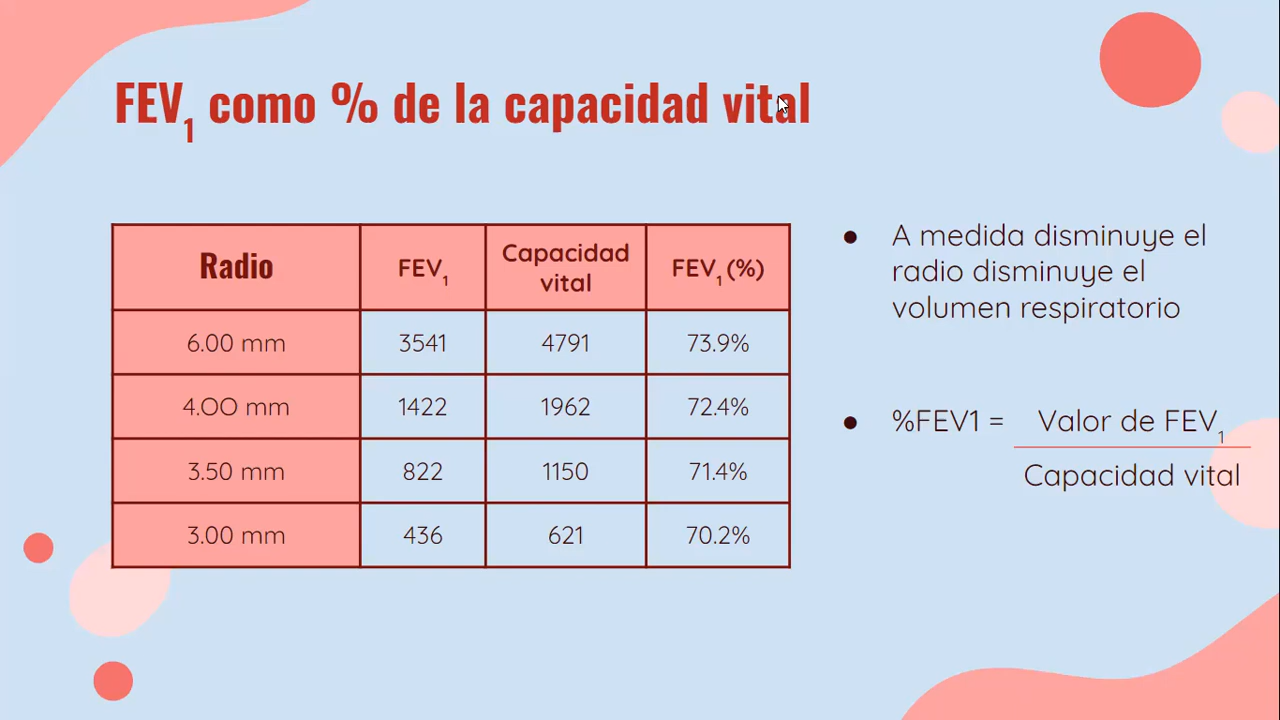 FEV1 como % de la capacidad vital
Radio FEV1 Capacidad vital FEV1 (%)
6.00 mm 3541 4791 73.9%
4.OO mm 1422 1962 72.4%
3.50 mm 822 1150 71.4%
3.00 mm 436 621 70.2%
● A medida disminuye el
radio disminuye el
volumen respiratorio
● %FEV1 = Valor de FEV1
Capacidad vital